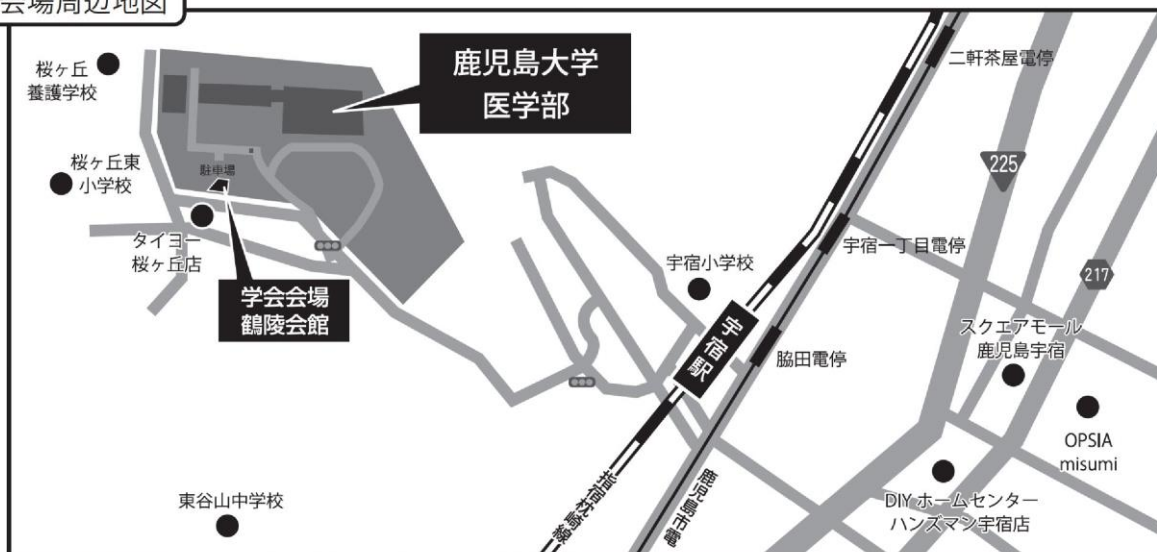 会場周辺地図
桜ヶ丘
養護学校
鹿児島大学
医学部
二軒茶屋電停
桜ヶ丘東
小学校
駐車場
225
タイヨー
桜ヶ丘店
宇宿一丁目電停
宇宿小学校
217
学会会場
鶴陵会館
宇宿駅
スクエアモール
鹿児島宇宿
脇田電停
OPSIA
misumi
東谷山中学校
指宿枕崎線
鹿児島市電
DIY ホームセンター
ハンズマン宇宿店